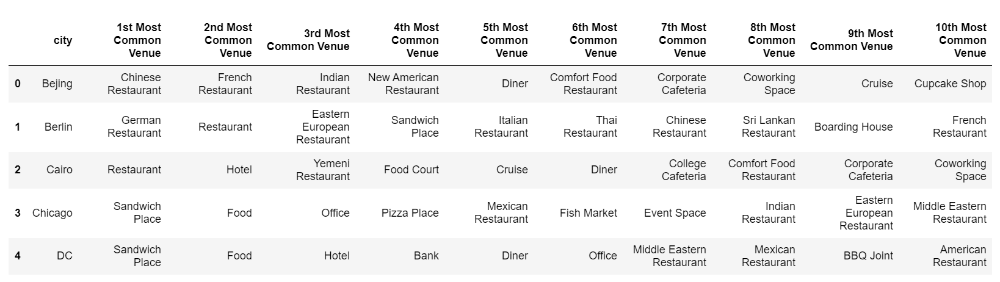 city 1st Most Common Venue 2nd Most Common Venue 3rd Most Common Venue 4th Most Common Venue 5th Most Common Venue 6th Most Common Venue 7th Most Common Venue 8th Most Common Venue 9th Most Common Venue 10th Most Common Venue
0 Bejing Chinese Restaurant French Restaurant Indian Restaurant New American Restaurant Diner Comfort Food Restaurant Corporate Cafeteria Coworking Space Cruise Cupcake Shop
1 Berlin German Restaurant Restaurant Eastern European Restaurant Sandwich Place Italian Restaurant Thai Restaurant Chinese Restaurant Sri Lankan Restaurant Boarding House French Restaurant
2 Cairo Restaurant Hotel Yemeni Restaurant Food Court Cruise Diner College Cafeteria Comfort Food Restaurant Corporate Cafeteria Coworking Space
3 Chicago Sandwich Place Food Office Pizza Place Mexican Restaurant Fish Market Event Space Indian Restaurant Eastern European Restaurant Middle Eastern Restaurant
4 DC Sandwich Place Food Hotel Bank Diner Office Middle Eastern Restaurant Mexican Restaurant BBQ Joint American Restaurant